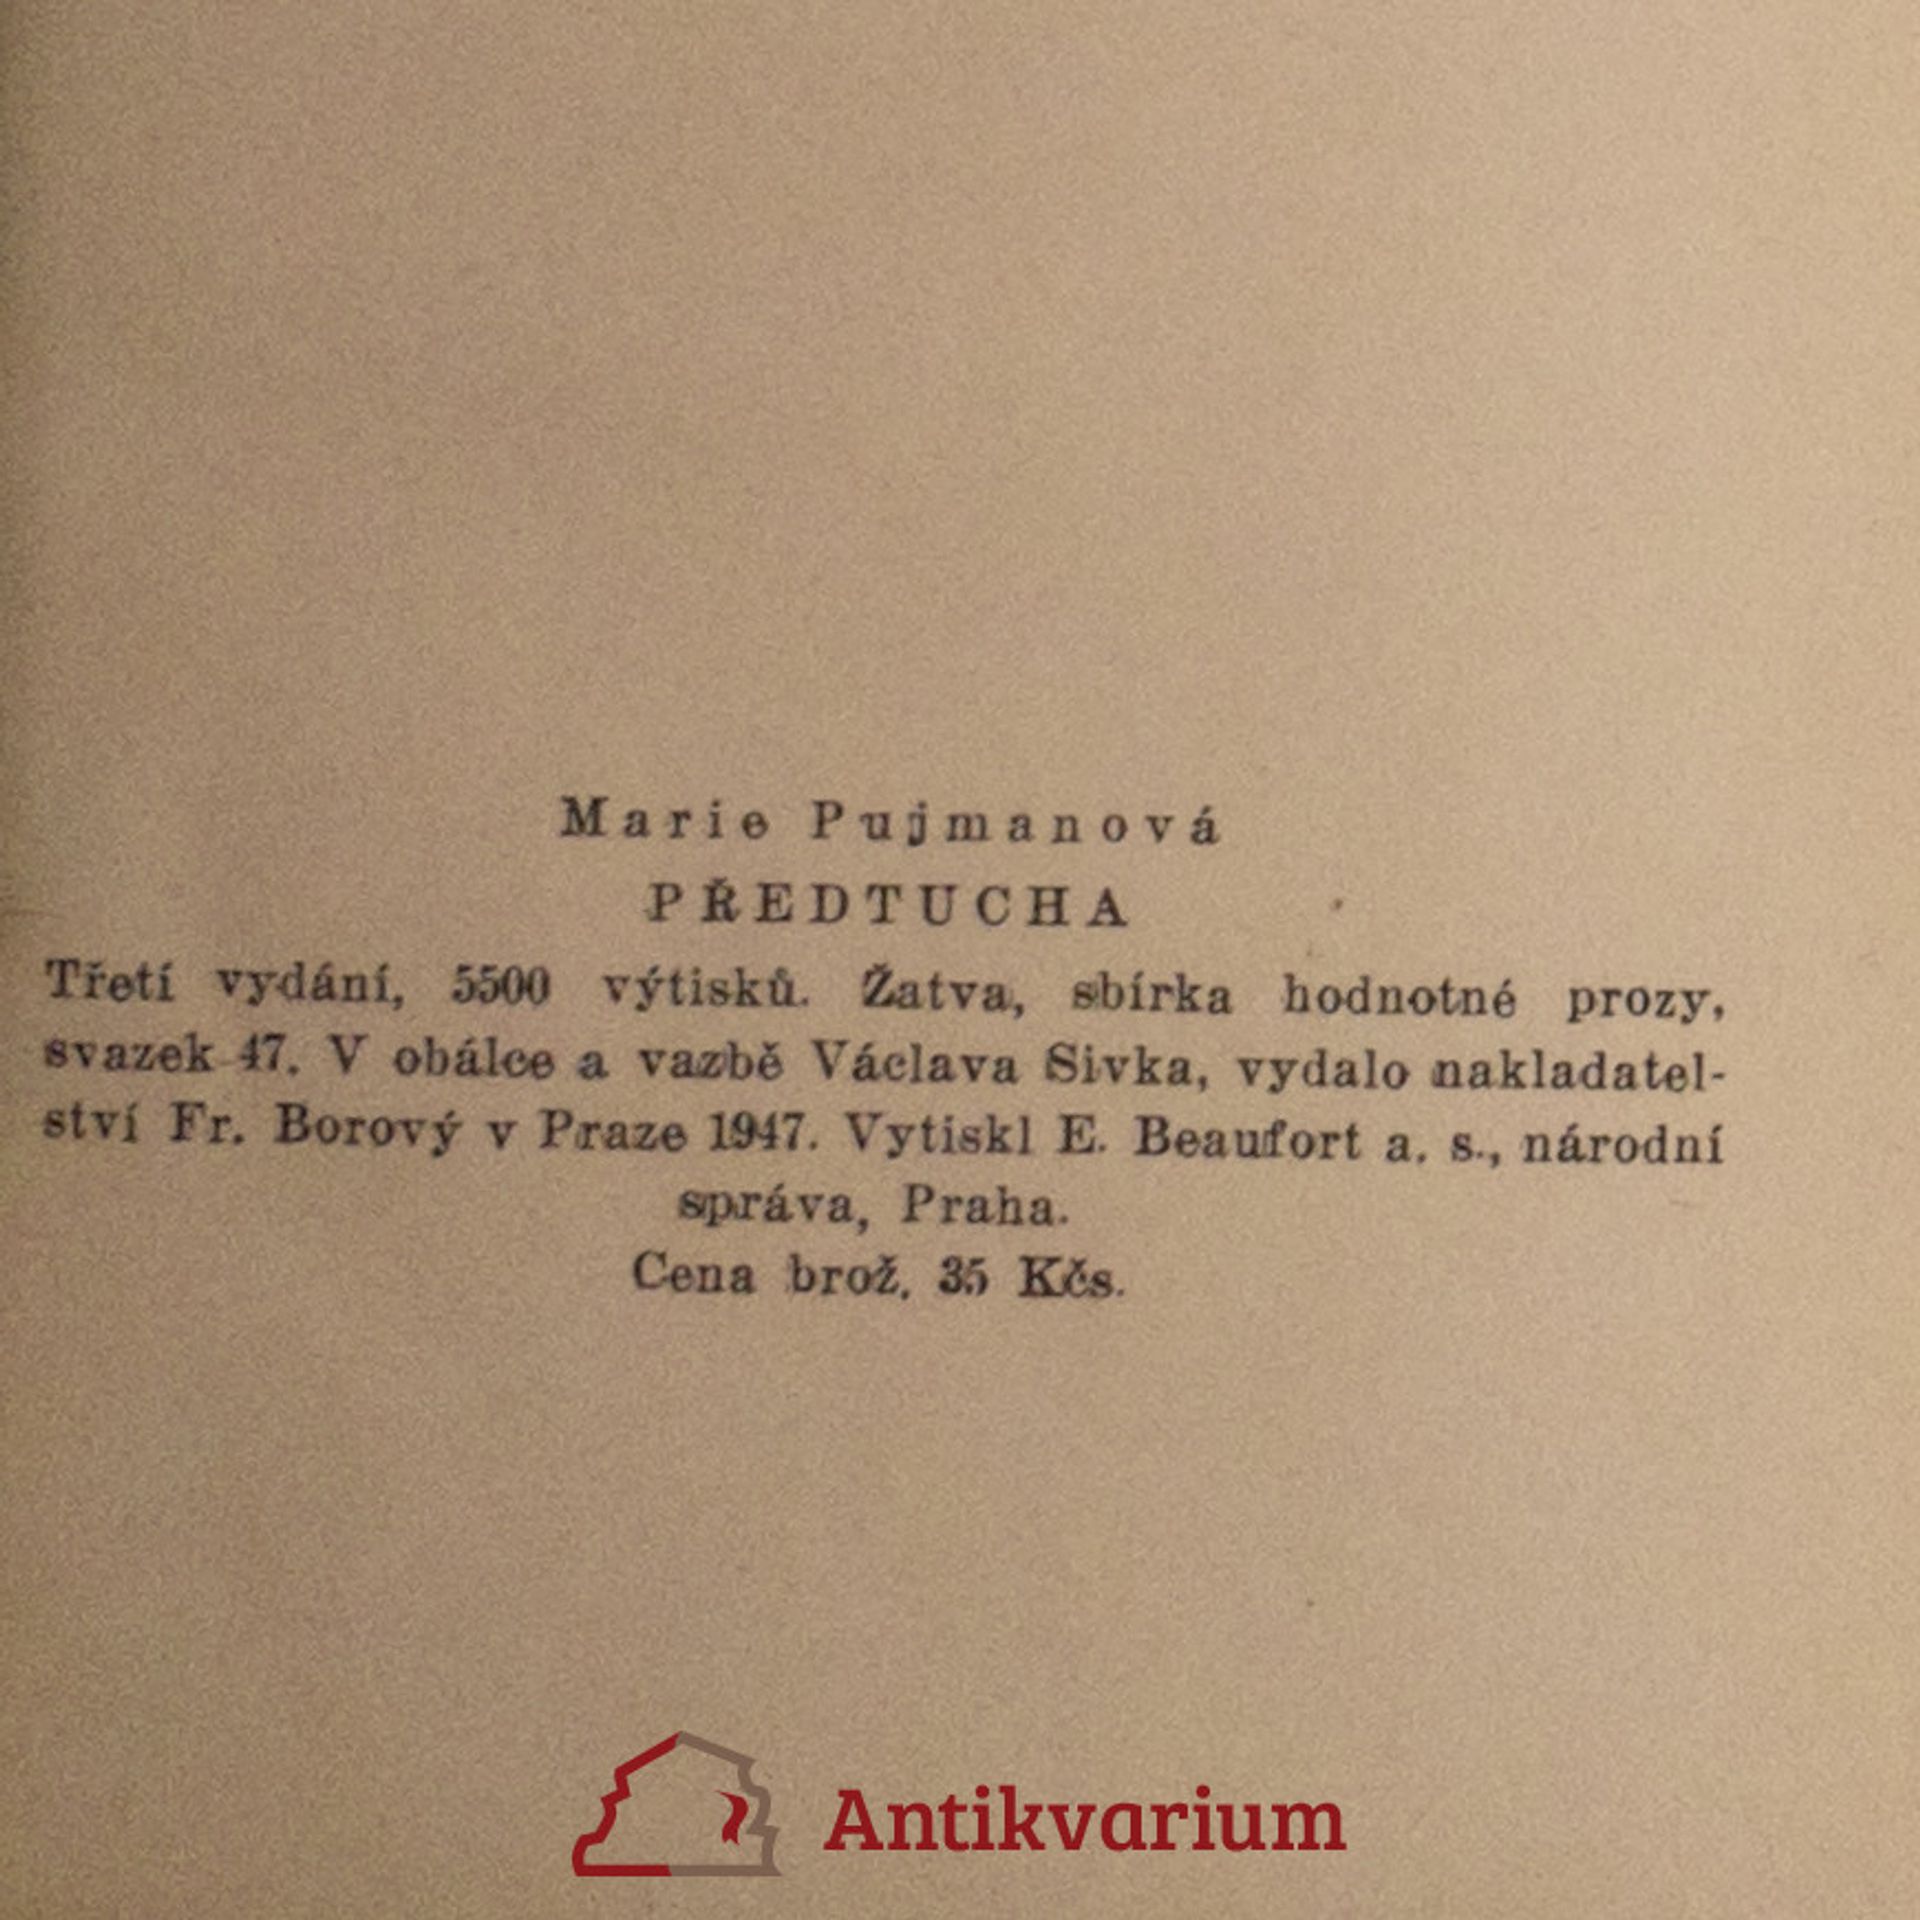 Marie Pujmanová
PŘEDTUCHA
Třetí vydání, 5500 výtisků. Žatva, sbírka hodnotné prozy,
svazek 47. V obálce a vazbě Václava Sivka, vydalo nakladatel-
ství Fr. Borový v Praze 1947. Vytiskl E. Beaufort a. s., národní
správa, Praha.
Cena brož. 35 Kčs.
Antikvarium